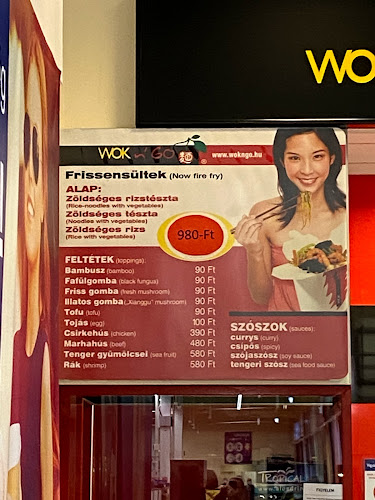 WO
WOK n' GO ® www.wokngo.hu
Frissensültek (Now fire fry)
ALAP:
Zöldséges rizstészta
(Rice-noodles with vegetables)
Zöldséges tészta
(Noodles with vegetables)
Zöldséges rizs
(Rice with vegetables)
980-Ft
FELTÉTEK (toppings):
Bambusz (bamboo) 90 Ft
Fafülgomba (black fungus) 90 Ft
Friss gomba (fresh mushroom) 90 Ft
Illatos gomba („Xianggu" mushroom) 90 Ft
Tofu (tofu) 90 Ft
Tojás (egg) 100 Ft
Csirkehús (chicken) 390 Ft
Marhahús (beef) 480 Ft
Tenger gyümölcsei (sea fruit) 580 Ft
Rák (shrimp) 580 Ft
SZÓSZOK (sauces):
currys (curry)
csípős (spicy)
szójaszósz (soy sauce)
tengeri szósz (sea food sauce)
TROPICAL
FIGYELEM